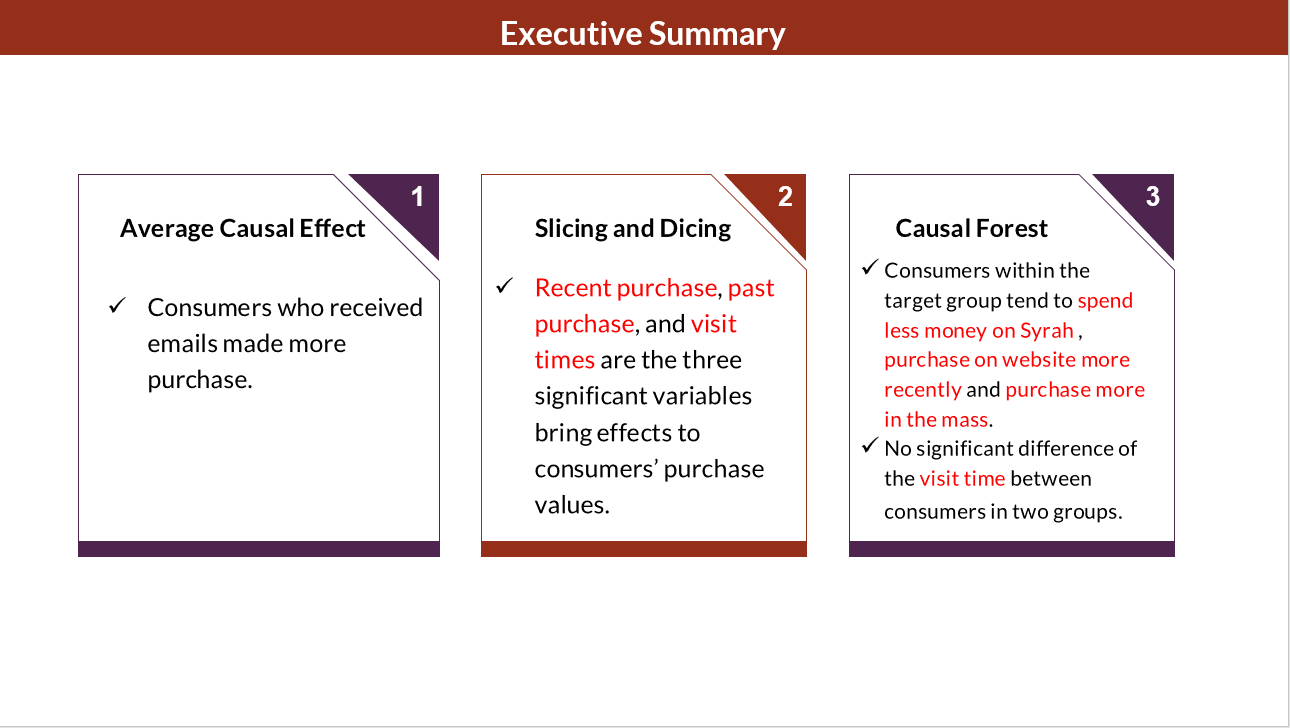 Executive Summary
1
Average Causal Effect
✓ Consumers who received
emails made more
purchase.
2
Slicing and Dicing
✓ Recent purchase, past
purchase, and visit
times are the three
significant variables
bring effects to
consumers’ purchase
values.
3
Causal Forest
✓ Consumers within the
target group tend to spend
less money on Syrah ,
purchase on website more
recently and purchase more
in the mass.
✓ No significant difference of
the visit time between
consumers in two groups.